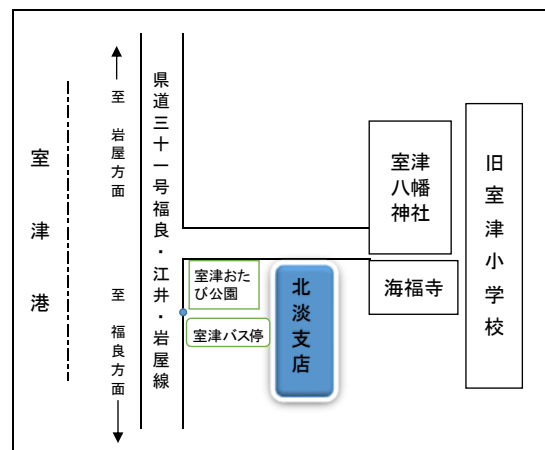 室津港
至 岩屋方面
至 福良方面
県道三十一号福良・江井・岩屋線
室津おた
び公園
室津バス停
北淡支店
室津
八幡
神社
海福寺
旧室津小学校